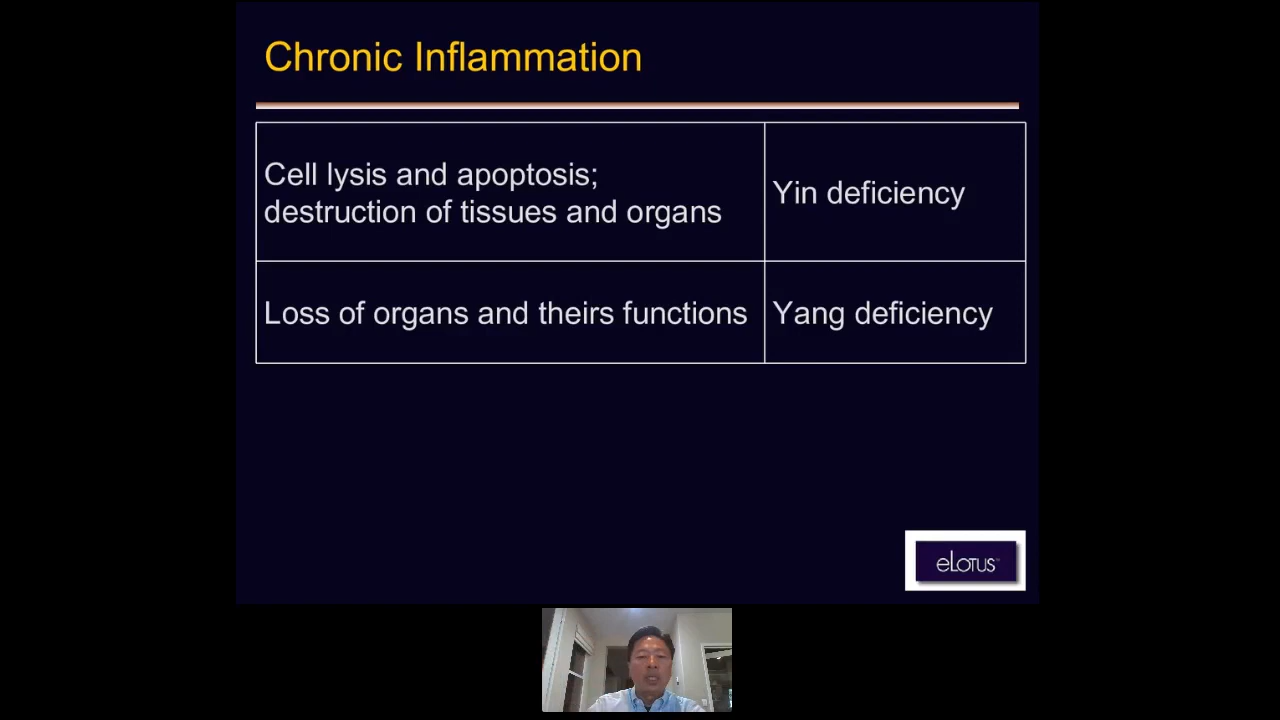 Chronic Inflammation
Cell lysis and apoptosis;
destruction of tissues and organs
Yin deficiency
Loss of organs and theirs functions
Yang deficiency
eLOTUS™